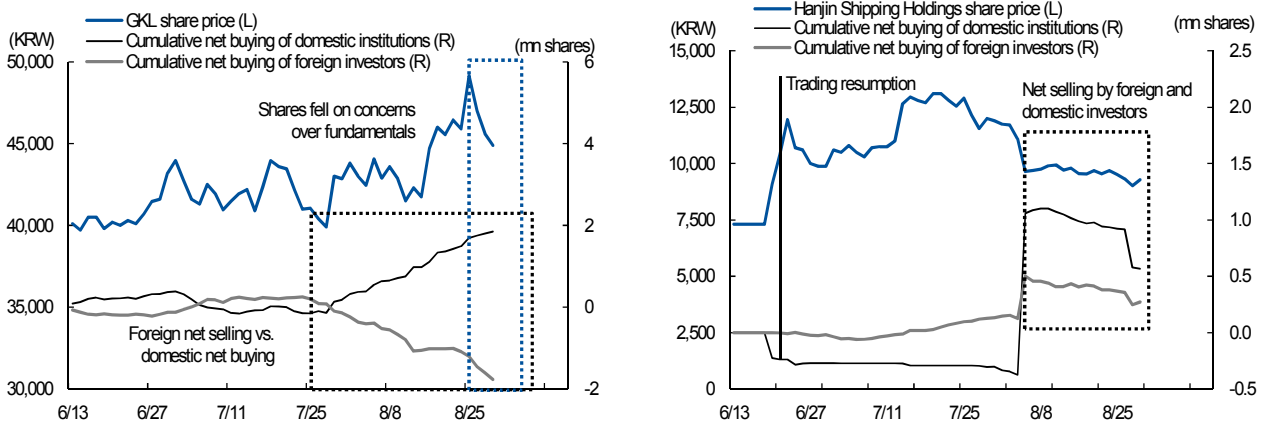 GKL share price (L)
(KRW)
Cumulative net buying of domestic institutions (R)
(mn shares)
Cumulative net buying of foreign investors (R)
50,000
6
Shares fell on concerns
over fundamentals
45,000
4
40,000
2
35,000
0
Foreign net selling vs.
domestic net buying
30,000
-2
6/13
6/27
7/11
7/25
8/8
8/25
Hanjin Shipping Holdings share price (L)
(KRW)
Cumulative net buying of domestic institutions (R)
(mn shares)
Cumulative net buying of foreign investors (R)
15,000
2.5
Trading resumption
Net selling by foreign and
domestic investors
12,500
2.0
10,000
1.5
7,500
1.0
5,000
0.5
2,500
0.0
0
-0.5
6/13
6/27
7/11
7/25
8/8
8/25